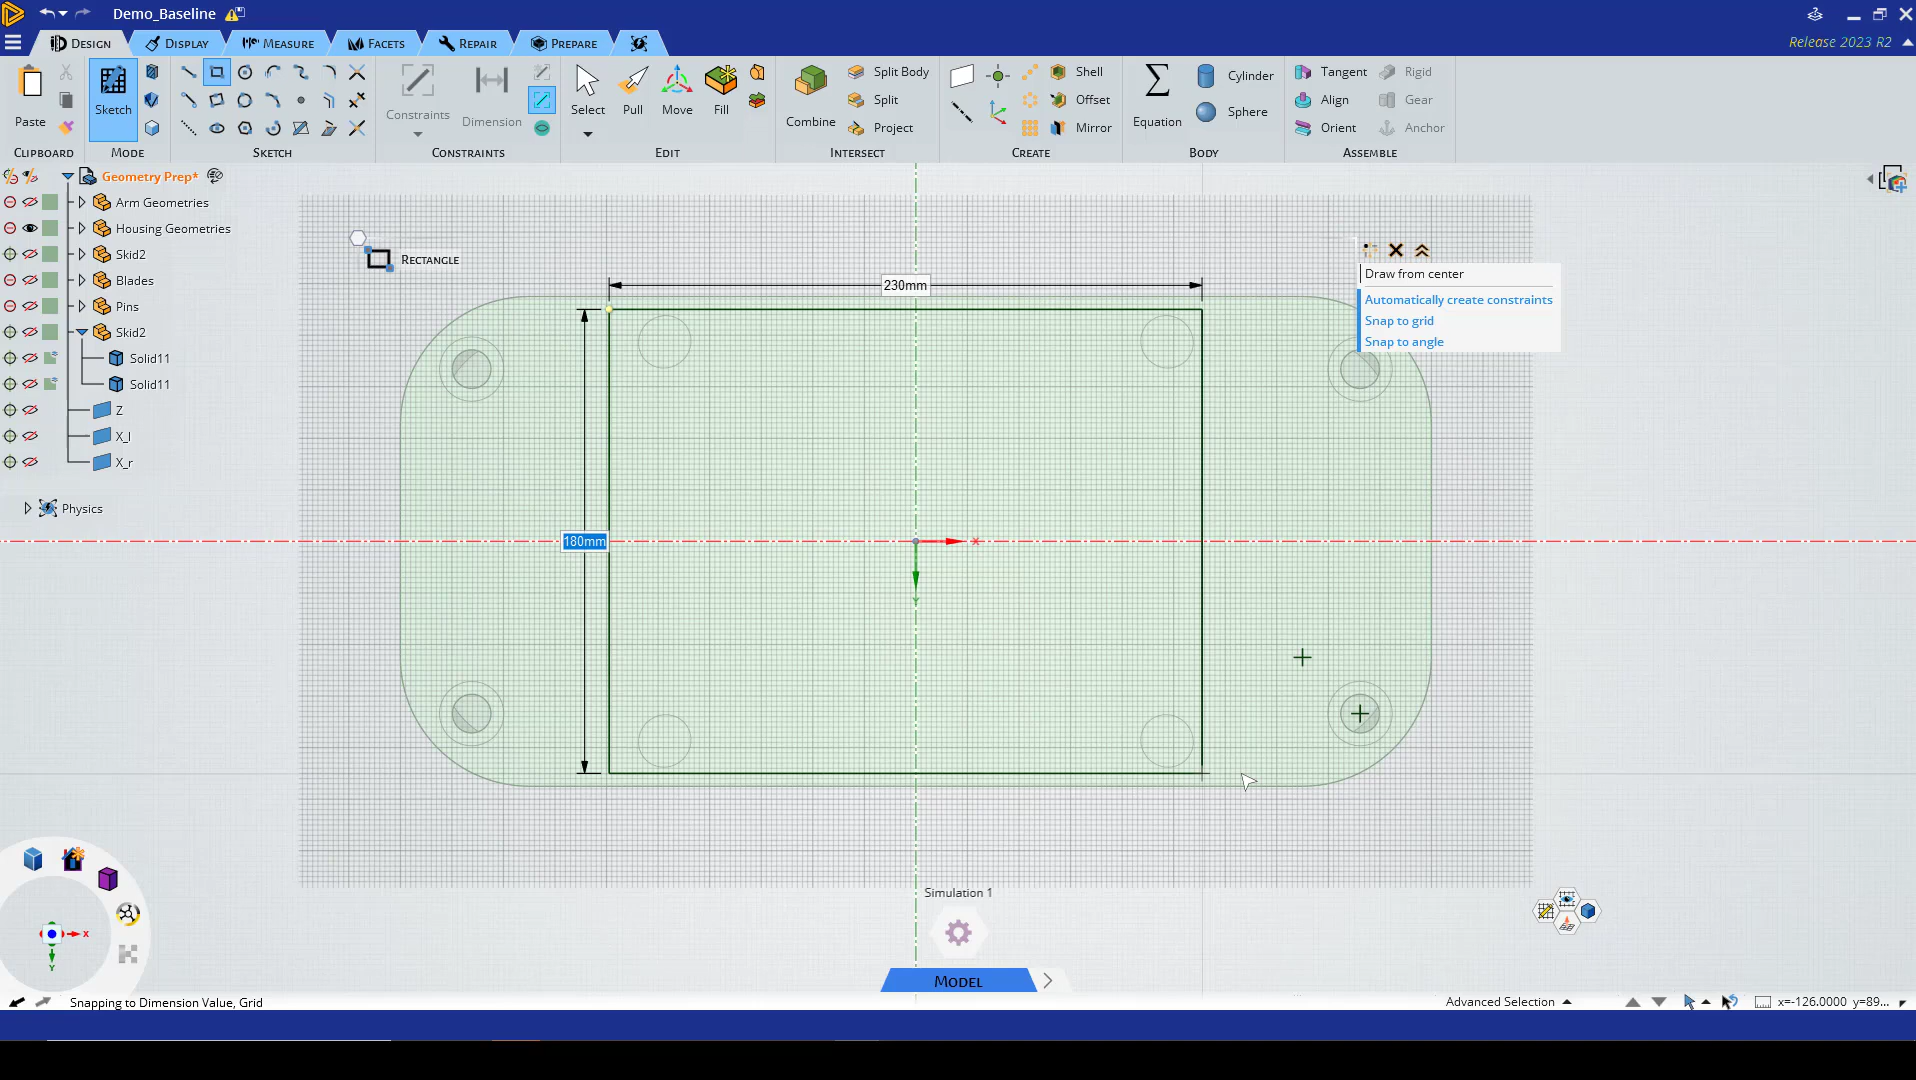 Demo_Baseline
DESIGN
DISPLAY
MEASURE
FACETS
REPAIR
PREPARE
Release 2023 R2
Paste
Sketch
Constraints
Dimension
Select
Pull
Move
Fill
Combine
Split Body
Split
Project
Shell
Offset
Mirror
Equation
Cylinder
Sphere
Tangent
Align
Orient
Rigid
Gear
Anchor
CLIPBOARD
MODE
SKETCH
CONSTRAINTS
EDIT
INTERSECT
CREATE
BODY
ASSEMBLE
Geometry Prep*
Arm Geometries
Housing Geometries
Skid2
Blades
Pins
Skid2
Solid11
Solid11
Z
X_l
X_r
Physics
RECTANGLE
230mm
180mm
Draw from center
Automatically create constraints
Snap to grid
Snap to angle
X
Y
Simulation 1
MODEL
X
Y
Snapping to Dimension Value, Grid
Advanced Selection
x=-126.0000 y=89...